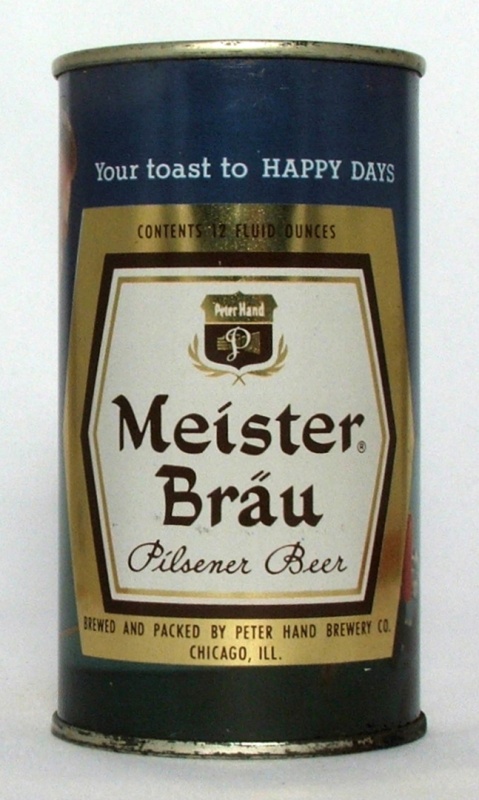 Your toast to HAPPY DAYS
CONTENTS 12 FLUID OUNCES
Peter Hand
P
Meister®
Bräu
Pilsener Beer
BREWED AND PACKED BY PETER HAND BREWERY CO.
CHICAGO, ILL.